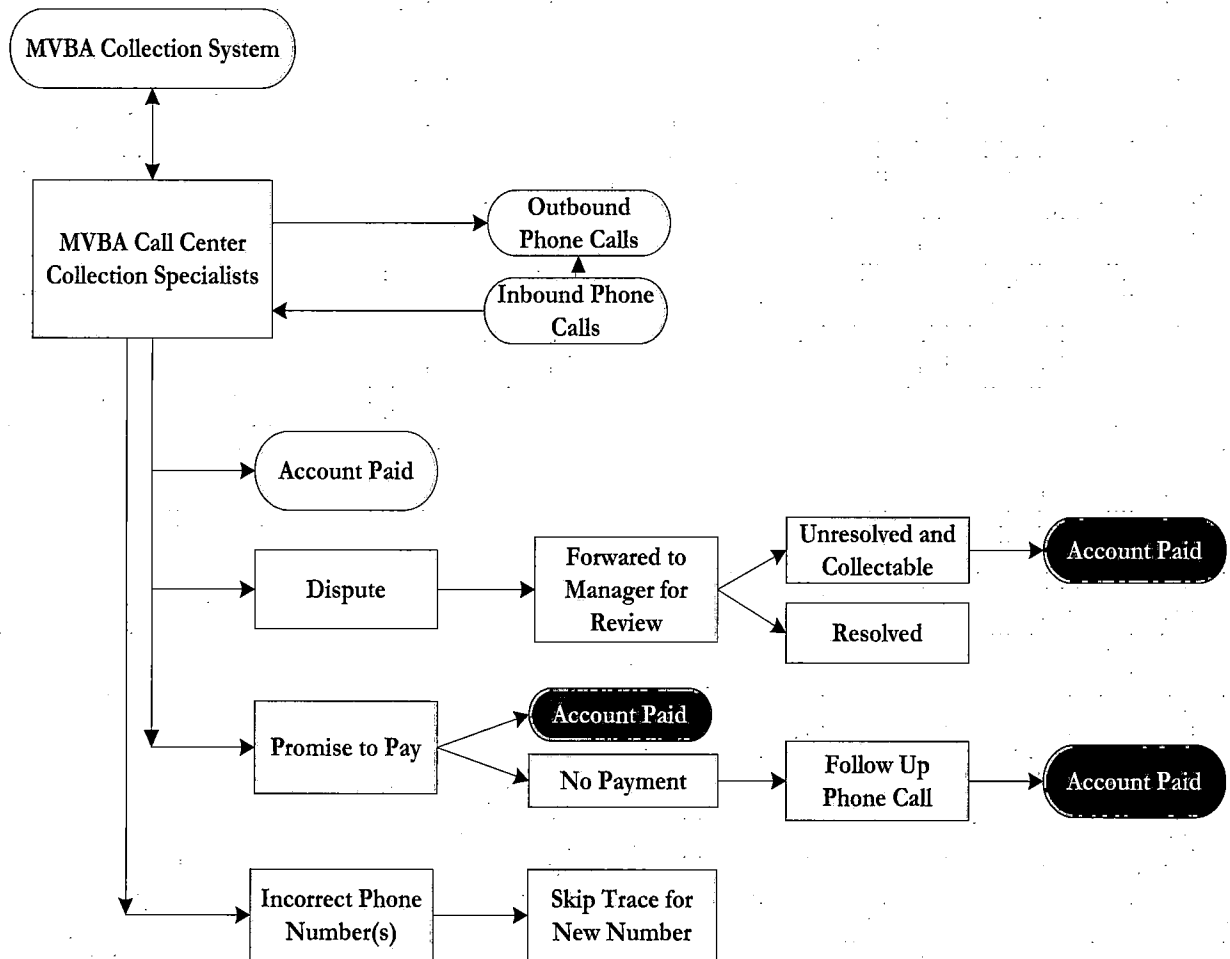 MVBA Collection System
MVBA Call Center
Collection Specialists
Outbound
Phone Calls
Inbound Phone
Calls
Account Paid
Dispute
Forwared to
Manager for
Review
Unresolved and
Collectable
Account Paid
Resolved
Promise to Pay
Account Paid
No Payment
Follow Up
Phone Call
Account Paid
Incorrect Phone
Number(s)
Skip Trace for
New Number